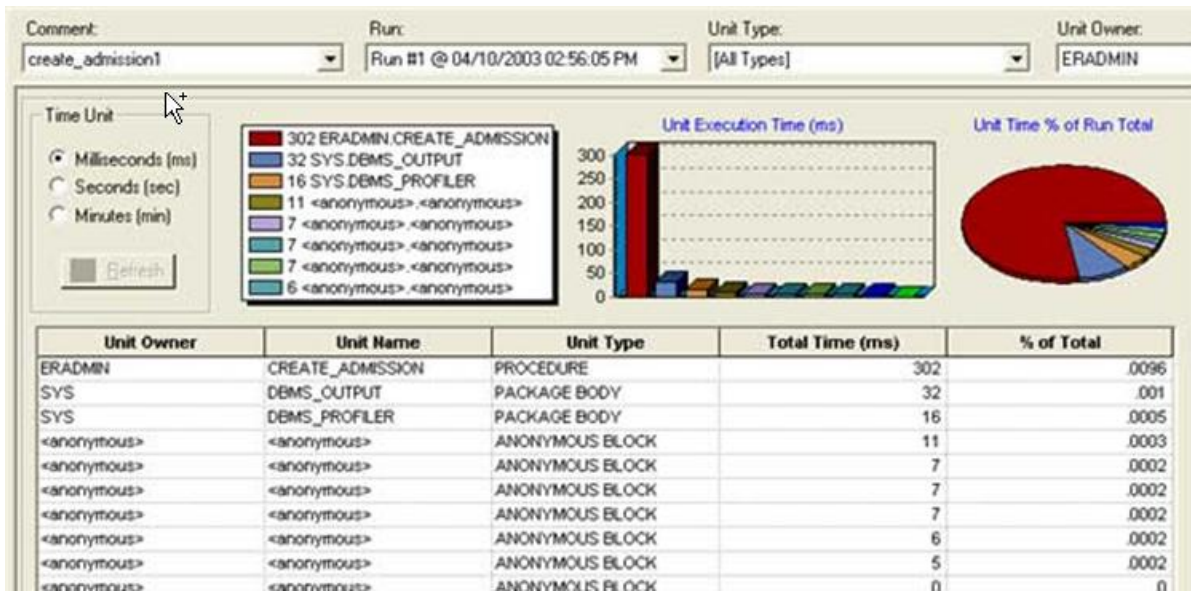 Comment: Run: Unit Type: Unit Owner:
create_admission1 Run #1 @ 04/10/2003 02:56:05 PM [All Types] ERADMIN
Time Unit
Milliseconds (ms)
Seconds (sec)
Minutes (min)
Refresh
302 ERADMIN.CREATE_ADMISSION
32 SYS.DBMS_OUTPUT
16 SYS.DBMS_PROFILER
11 <anonymous>.<anonymous>
7 <anonymous>.<anonymous>
7 <anonymous>.<anonymous>
7 <anonymous>.<anonymous>
6 <anonymous>.<anonymous>
Unit Execution Time (ms)
300
250
200
150
100
50
0
Unit Time % of Run Total
Unit Owner Unit Name Unit Type Total Time (ms) % of Total
ERADMIN CREATE_ADMISSION PROCEDURE 302 .0096
SYS DBMS_OUTPUT PACKAGE BODY 32 .001
SYS DBMS_PROFILER PACKAGE BODY 16 .0005
<anonymous> <anonymous> ANONYMOUS BLOCK 11 .0003
<anonymous> <anonymous> ANONYMOUS BLOCK 7 .0002
<anonymous> <anonymous> ANONYMOUS BLOCK 7 .0002
<anonymous> <anonymous> ANONYMOUS BLOCK 7 .0002
<anonymous> <anonymous> ANONYMOUS BLOCK 6 .0002
<anonymous> <anonymous> ANONYMOUS BLOCK 5 .0002
<anonymous> <anonymous> ANONYMOUS BLOCK 0 0